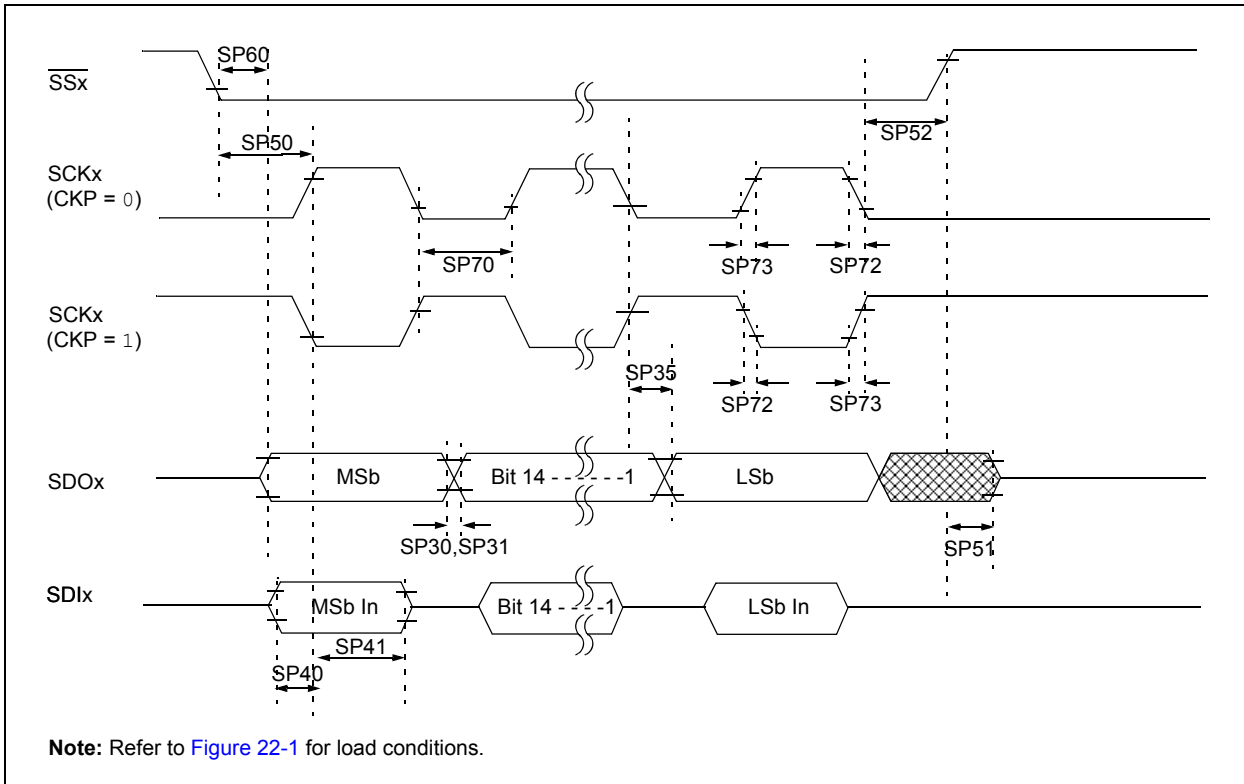 SP60
SSx
SP52
SP50
SCKx
(CKP = 0)
SP70
SP73
SP72
SCKx
(CKP = 1)
SP35
SP72
SP73
SDOx
MSb
Bit 14 - - - - - -1
LSb
SP30,SP31
SP51
SDIx
MSb In
Bit 14 - - - -1
LSb In
SP41
SP40
Note: Refer to Figure 22-1 for load conditions.